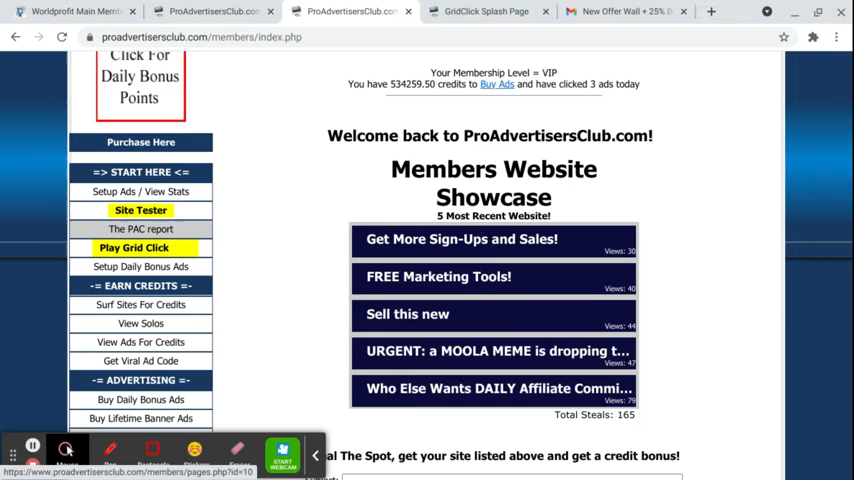 Worldprofit Main Memb
ProAdvertisersClub.com:
ProAdvertisersClub.com:
GridClick Splash Page
New Offer Wall + 25% B
proadvertisersclub.com/members/index.php
Click For
Daily Bonus
Points
Purchase Here
=> START HERE <=
Setup Ads / View Stats
Site Tester
The PAC report
Play Grid Click
Setup Daily Bonus Ads
-= EARN CREDITS =-
Surf Sites For Credits
View Solos
View Ads For Credits
Get Viral Ad Code
-= ADVERTISING =-
Buy Daily Bonus Ads
Buy Lifetime Banner Ads
Your Membership Level = VIP
You have 534259.50 credits to Buy Ads and have clicked 3 ads today
Welcome back to ProAdvertisersClub.com!
Members Website
Showcase
5 Most Recent Website!
Get More Sign-Ups and Sales!
Views: 30
FREE Marketing Tools!
Views: 40
Sell this new
Views: 44
URGENT: a MOOLA MEME is dropping t...
Views: 47
Who Else Wants DAILY Affiliate Commi...
Views: 79
Total Steals: 165
al The Spot, get your site listed above and get a credit bonus!
START
WEBCAM
https://www.proadvertisersclub.com/members/pages.php?id=10